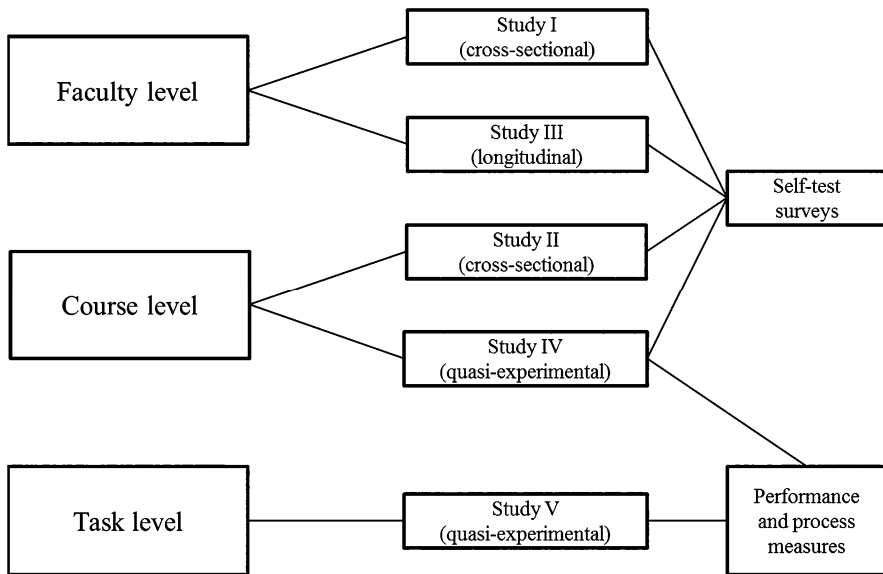 Faculty level
Study I
(cross-sectional)
Study III
(longitudinal)
Self-test
surveys
Course level
Study II
(cross-sectional)
Study IV
(quasi-experimental)
Task level
Study V
(quasi-experimental)
Performance
and process
measures